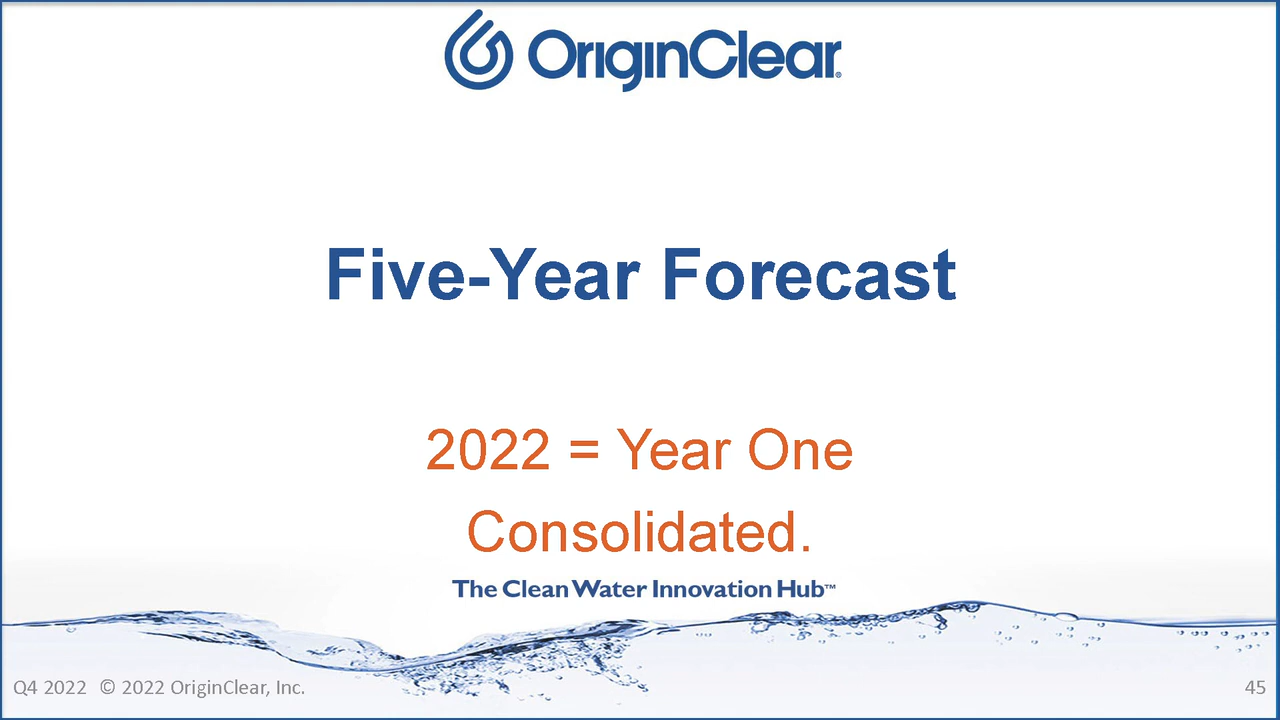 OriginClear®
Five-Year Forecast
2022 = Year One
Consolidated.
The Clean Water Innovation Hub™
Q4 2022 © 2022 OriginClear, Inc.
45